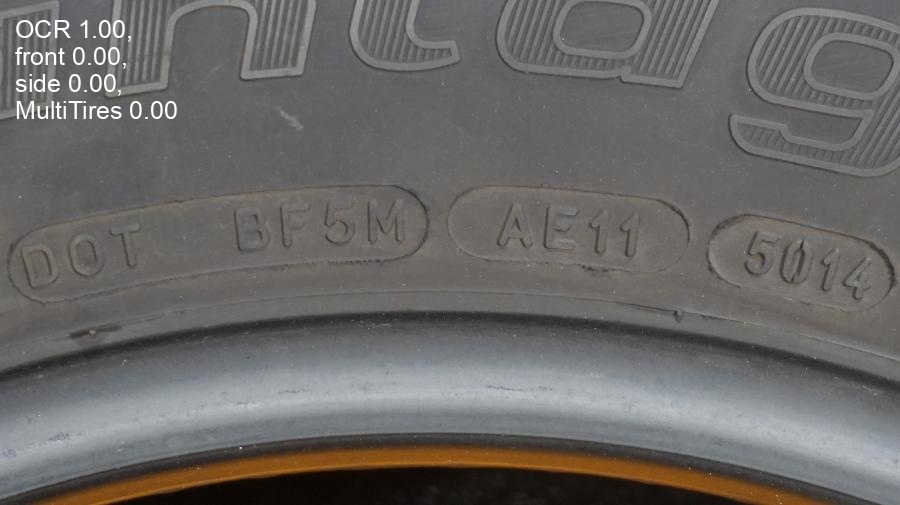 OCR 1.00,
front 0.00,
side 0.00,
MultiTires 0.00
DOT BF5M AE11 5014